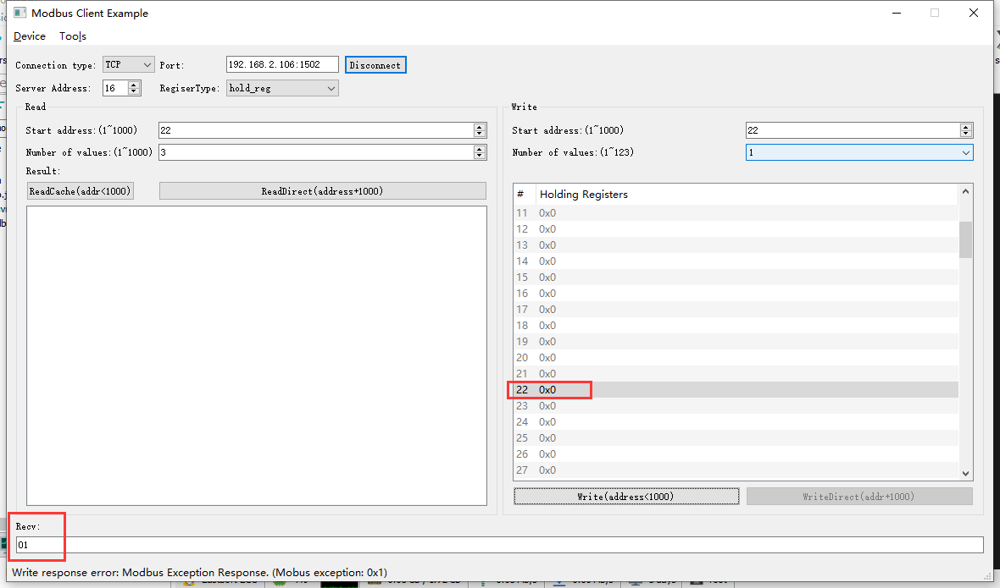 Modbus Client Example
Device Tools
Connection type: TCP Port: 192.168.2.106:1502 Disconnect
Server Address: 16 RegiserType: hold_reg
Read
Start address:(1~1000) 22
Number of values:(1~1000) 3
Result:
ReadCache(addr<1000) ReadDirect(address+1000)
Write
Start address:(1~1000) 22
Number of values:(1~123) 1
# Holding Registers
11 0x0
12 0x0
13 0x0
14 0x0
15 0x0
16 0x0
17 0x0
18 0x0
19 0x0
20 0x0
21 0x0
22 0x0
23 0x0
24 0x0
25 0x0
26 0x0
27 0x0
Write(address<1000) WriteDirect(addr+1000)
Recv:
01
Write response error: Modbus Exception Response. (Mobus exception: 0x1)